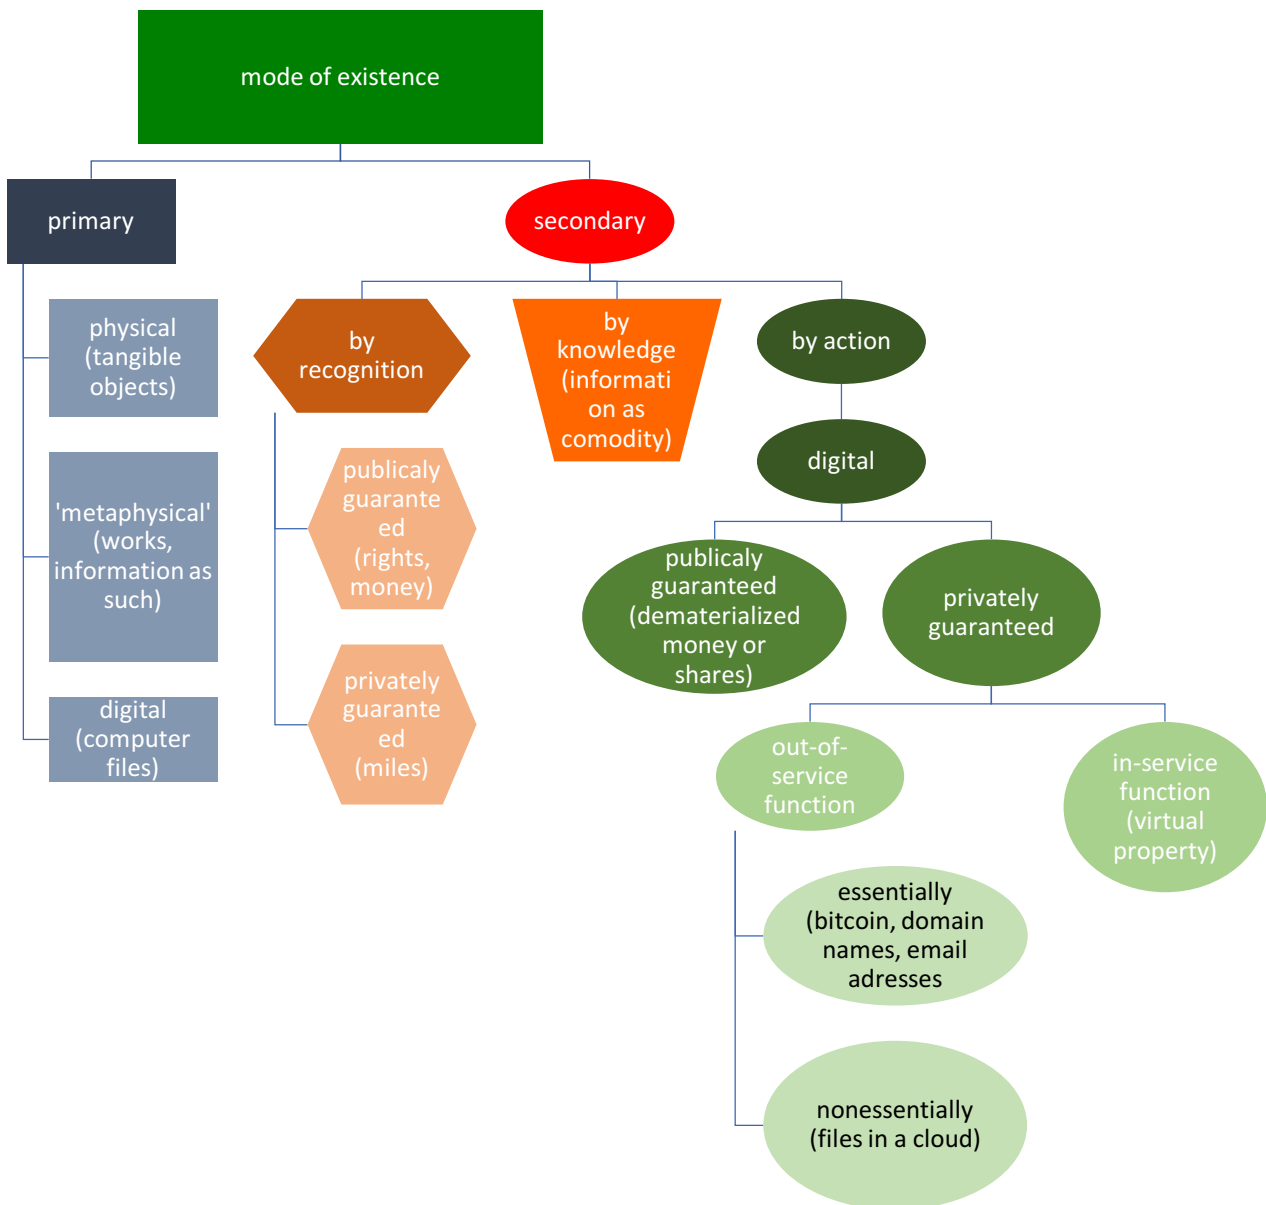 mode of existence
primary
secondary
physical
(tangible
objects)
'metaphysical'
(works,
information as
such)
digital
(computer
files)
by
recognition
publicaly
guarante
ed
(rights,
money)
privately
guarante
ed
(miles)
by
knowledge
(informati
on as
comodity)
by action
digital
publicaly
guaranteed
(dematerialized
money or
shares)
privately
guaranteed
out-of-
service
function
essentially
(bitcoin, domain
names, email
adresses
nonessentially
(files in a cloud)
in-service
function
(virtual
property)